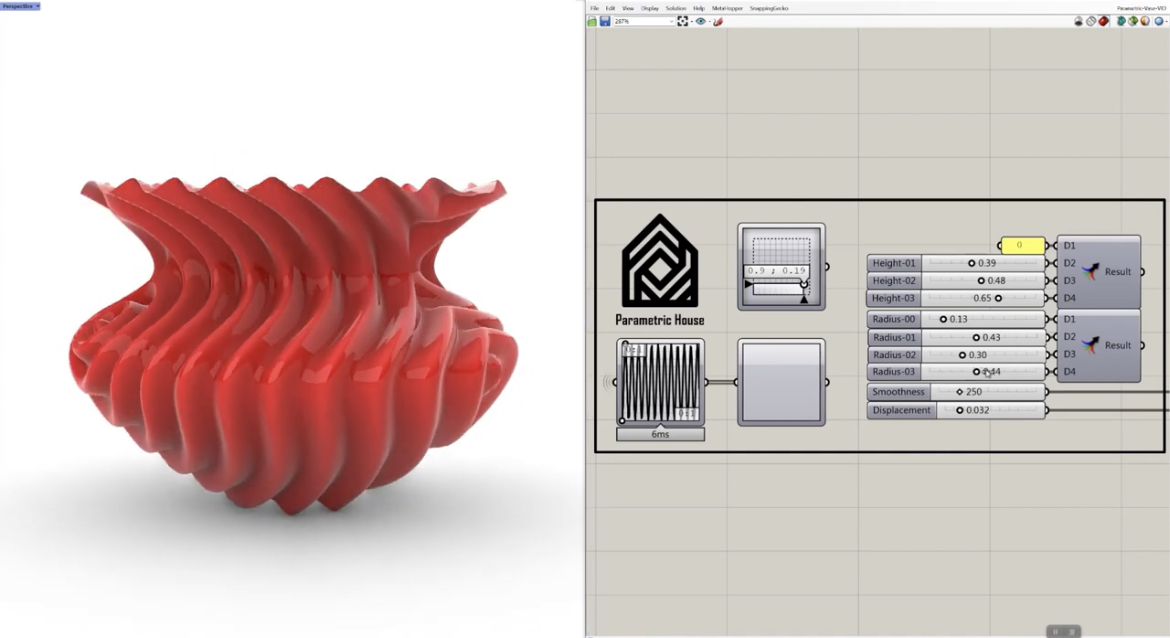 Perspective
File Edit View Display Solution Help MetaHopper SnappingGecko
Parametric-Vase-VID
287%
Parametric House
0.9 ; 0.19
6ms
0
Height-01 0.39
Height-02 0.48
Height-03 0.65
Radius-00 0.13
Radius-01 0.43
Radius-02 0.30
Radius-03
Smoothness 250
Displacement 0.032
D1
D2
D3
D4
Result
D1
D2
D3
D4
Result